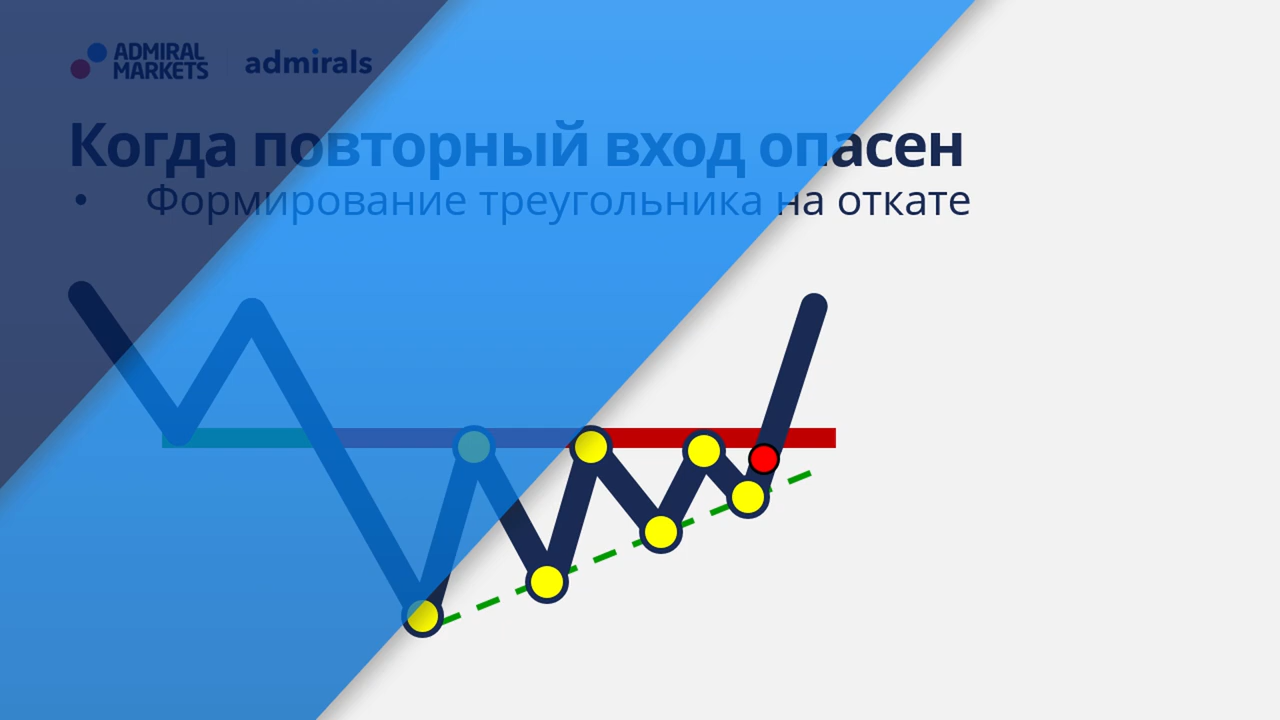 ADMIRAL
MARKETS
admirals
Когда повторный вход опасен
• Формирование треугольника на откате